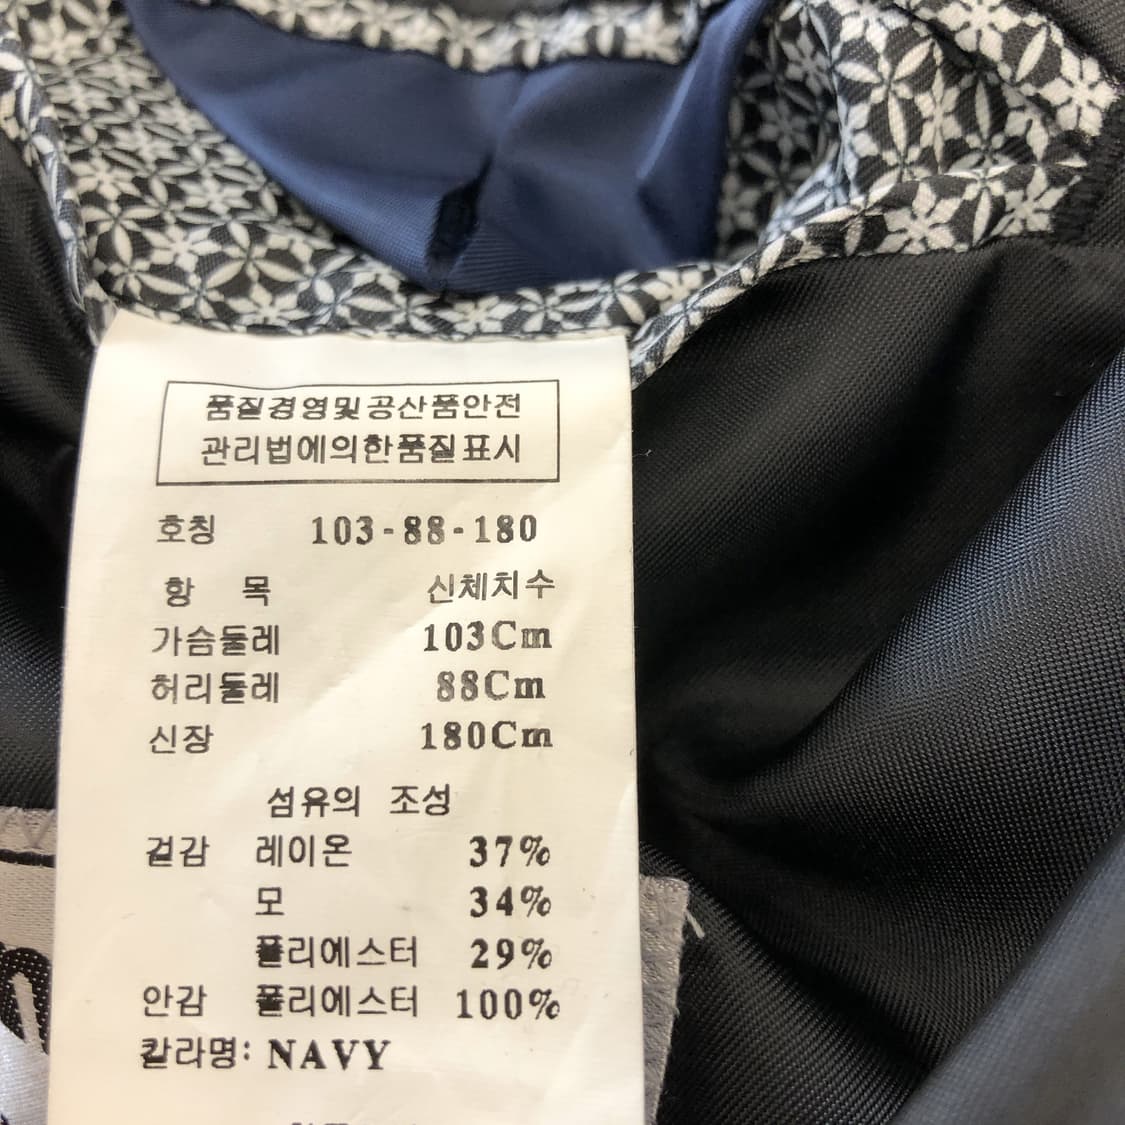 품질경영및공산품안전
관리법에의한품질표시
호칭 103-88-180
항 목 신체치수
가슴둘레 103Cm
허리둘레 88Cm
신장 180Cm
섬유의 조성
겉감 레이온 37%
모 34%
폴리에스터 29%
안감 폴리에스터 100%
칼라명: NAVY